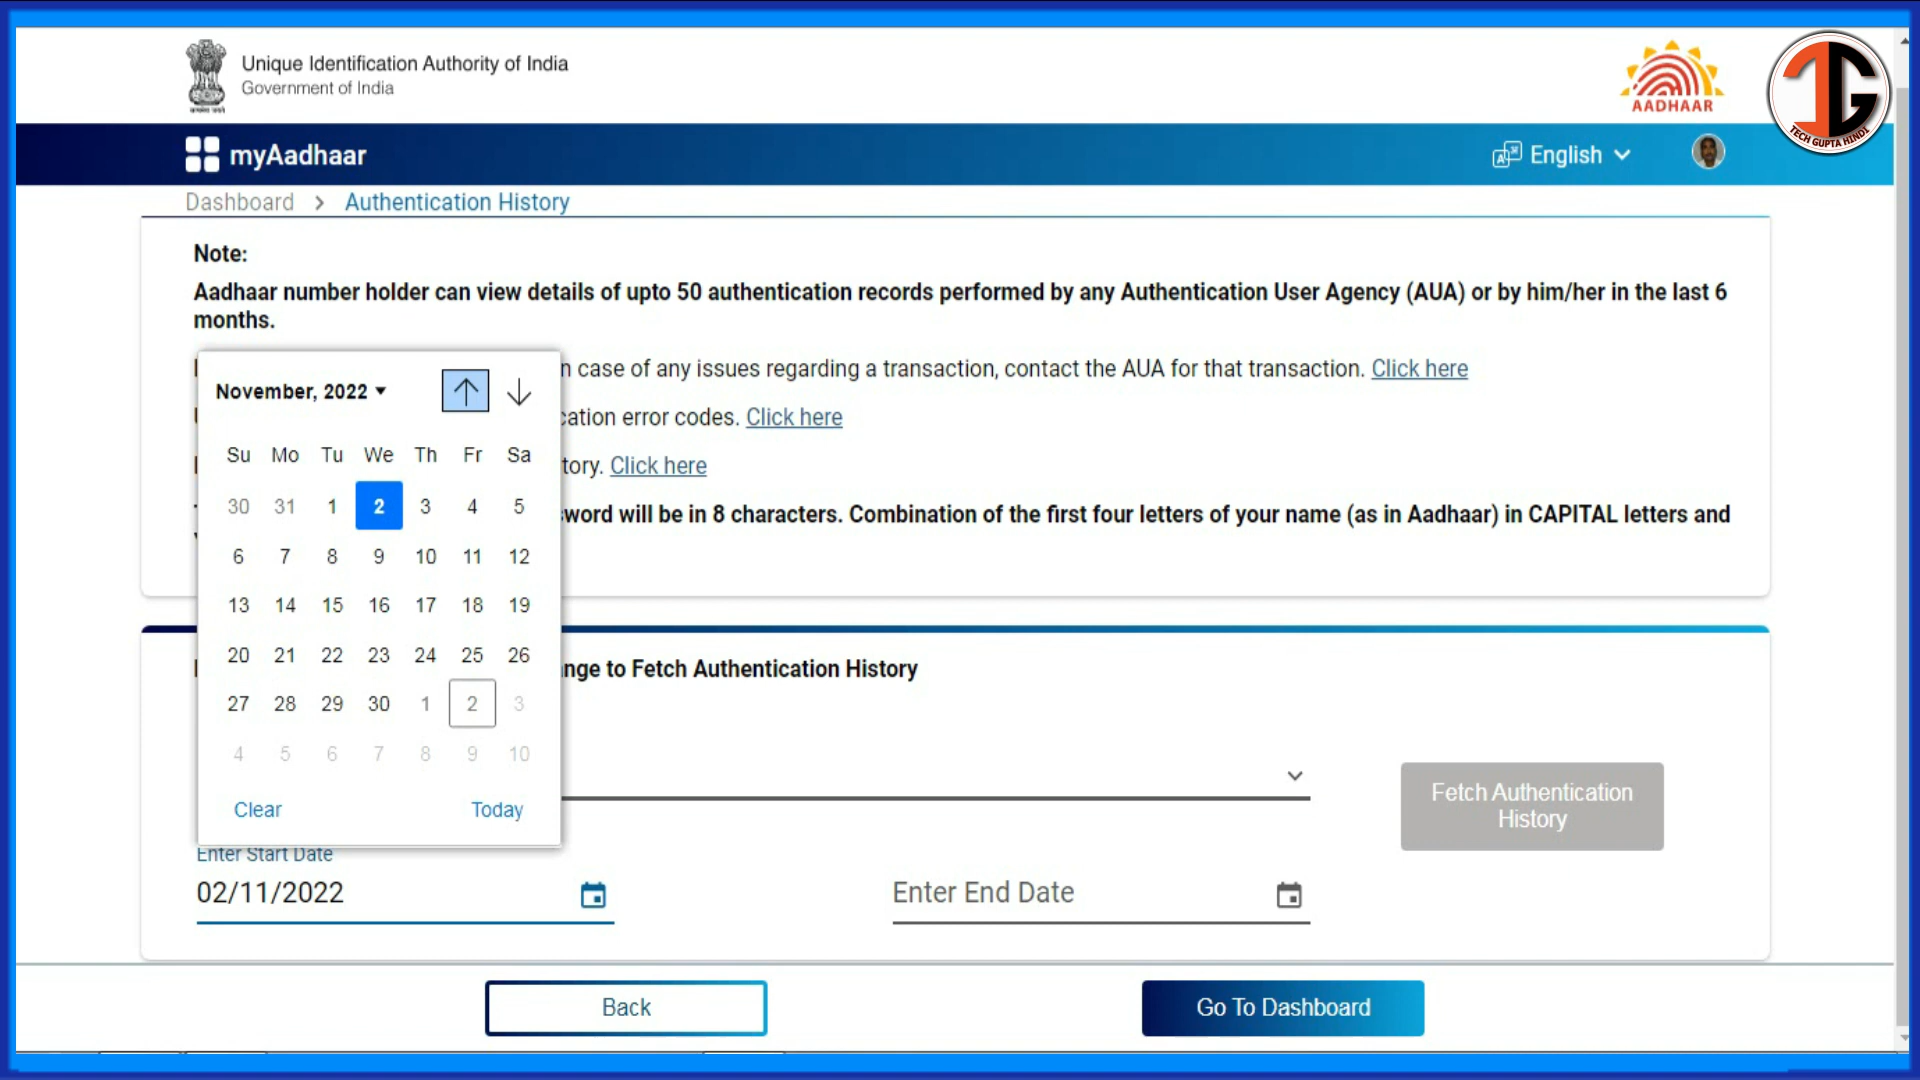 Unique Identification Authority of India
Government of India
AADHAAR
TECH GUPTA HINDI
myAadhaar
English
Dashboard > Authentication History
Note:
Aadhaar number holder can view details of upto 50 authentication records performed by any Authentication User Agency (AUA) or by him/her in the last 6
months.
n case of any issues regarding a transaction, contact the AUA for that transaction. Click here
November, 2022
cation error codes. Click here
Su Mo Tu We Th Fr Sa
tory. Click here
30 31 1 2 3 4 5
sword will be in 8 characters. Combination of the first four letters of your name (as in Aadhaar) in CAPITAL letters and
6 7 8 9 10 11 12
13 14 15 16 17 18 19
20 21 22 23 24 25 26
nge to Fetch Authentication History
27 28 29 30 1 2 3
4 5 6 7 8 9 10
Clear Today
Fetch Authentication
History
Enter Start Date
02/11/2022
Enter End Date
Back
Go To Dashboard